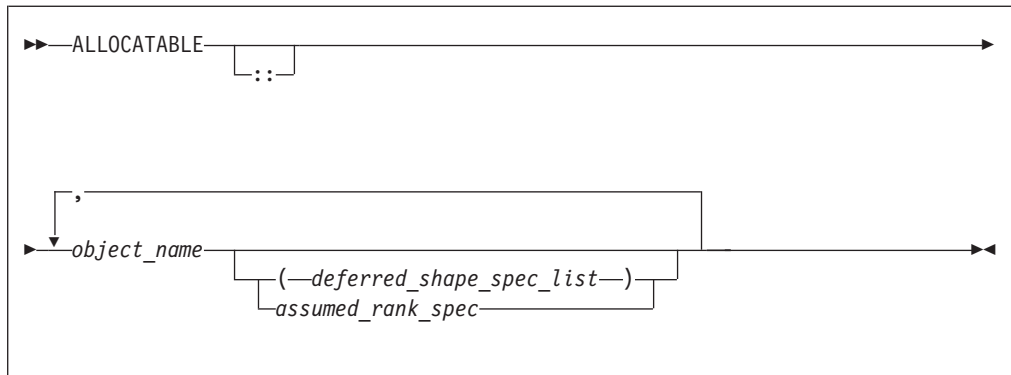 ALLOCATABLE
::
,
object_name
( deferred_shape_spec_list )
assumed_rank_spec